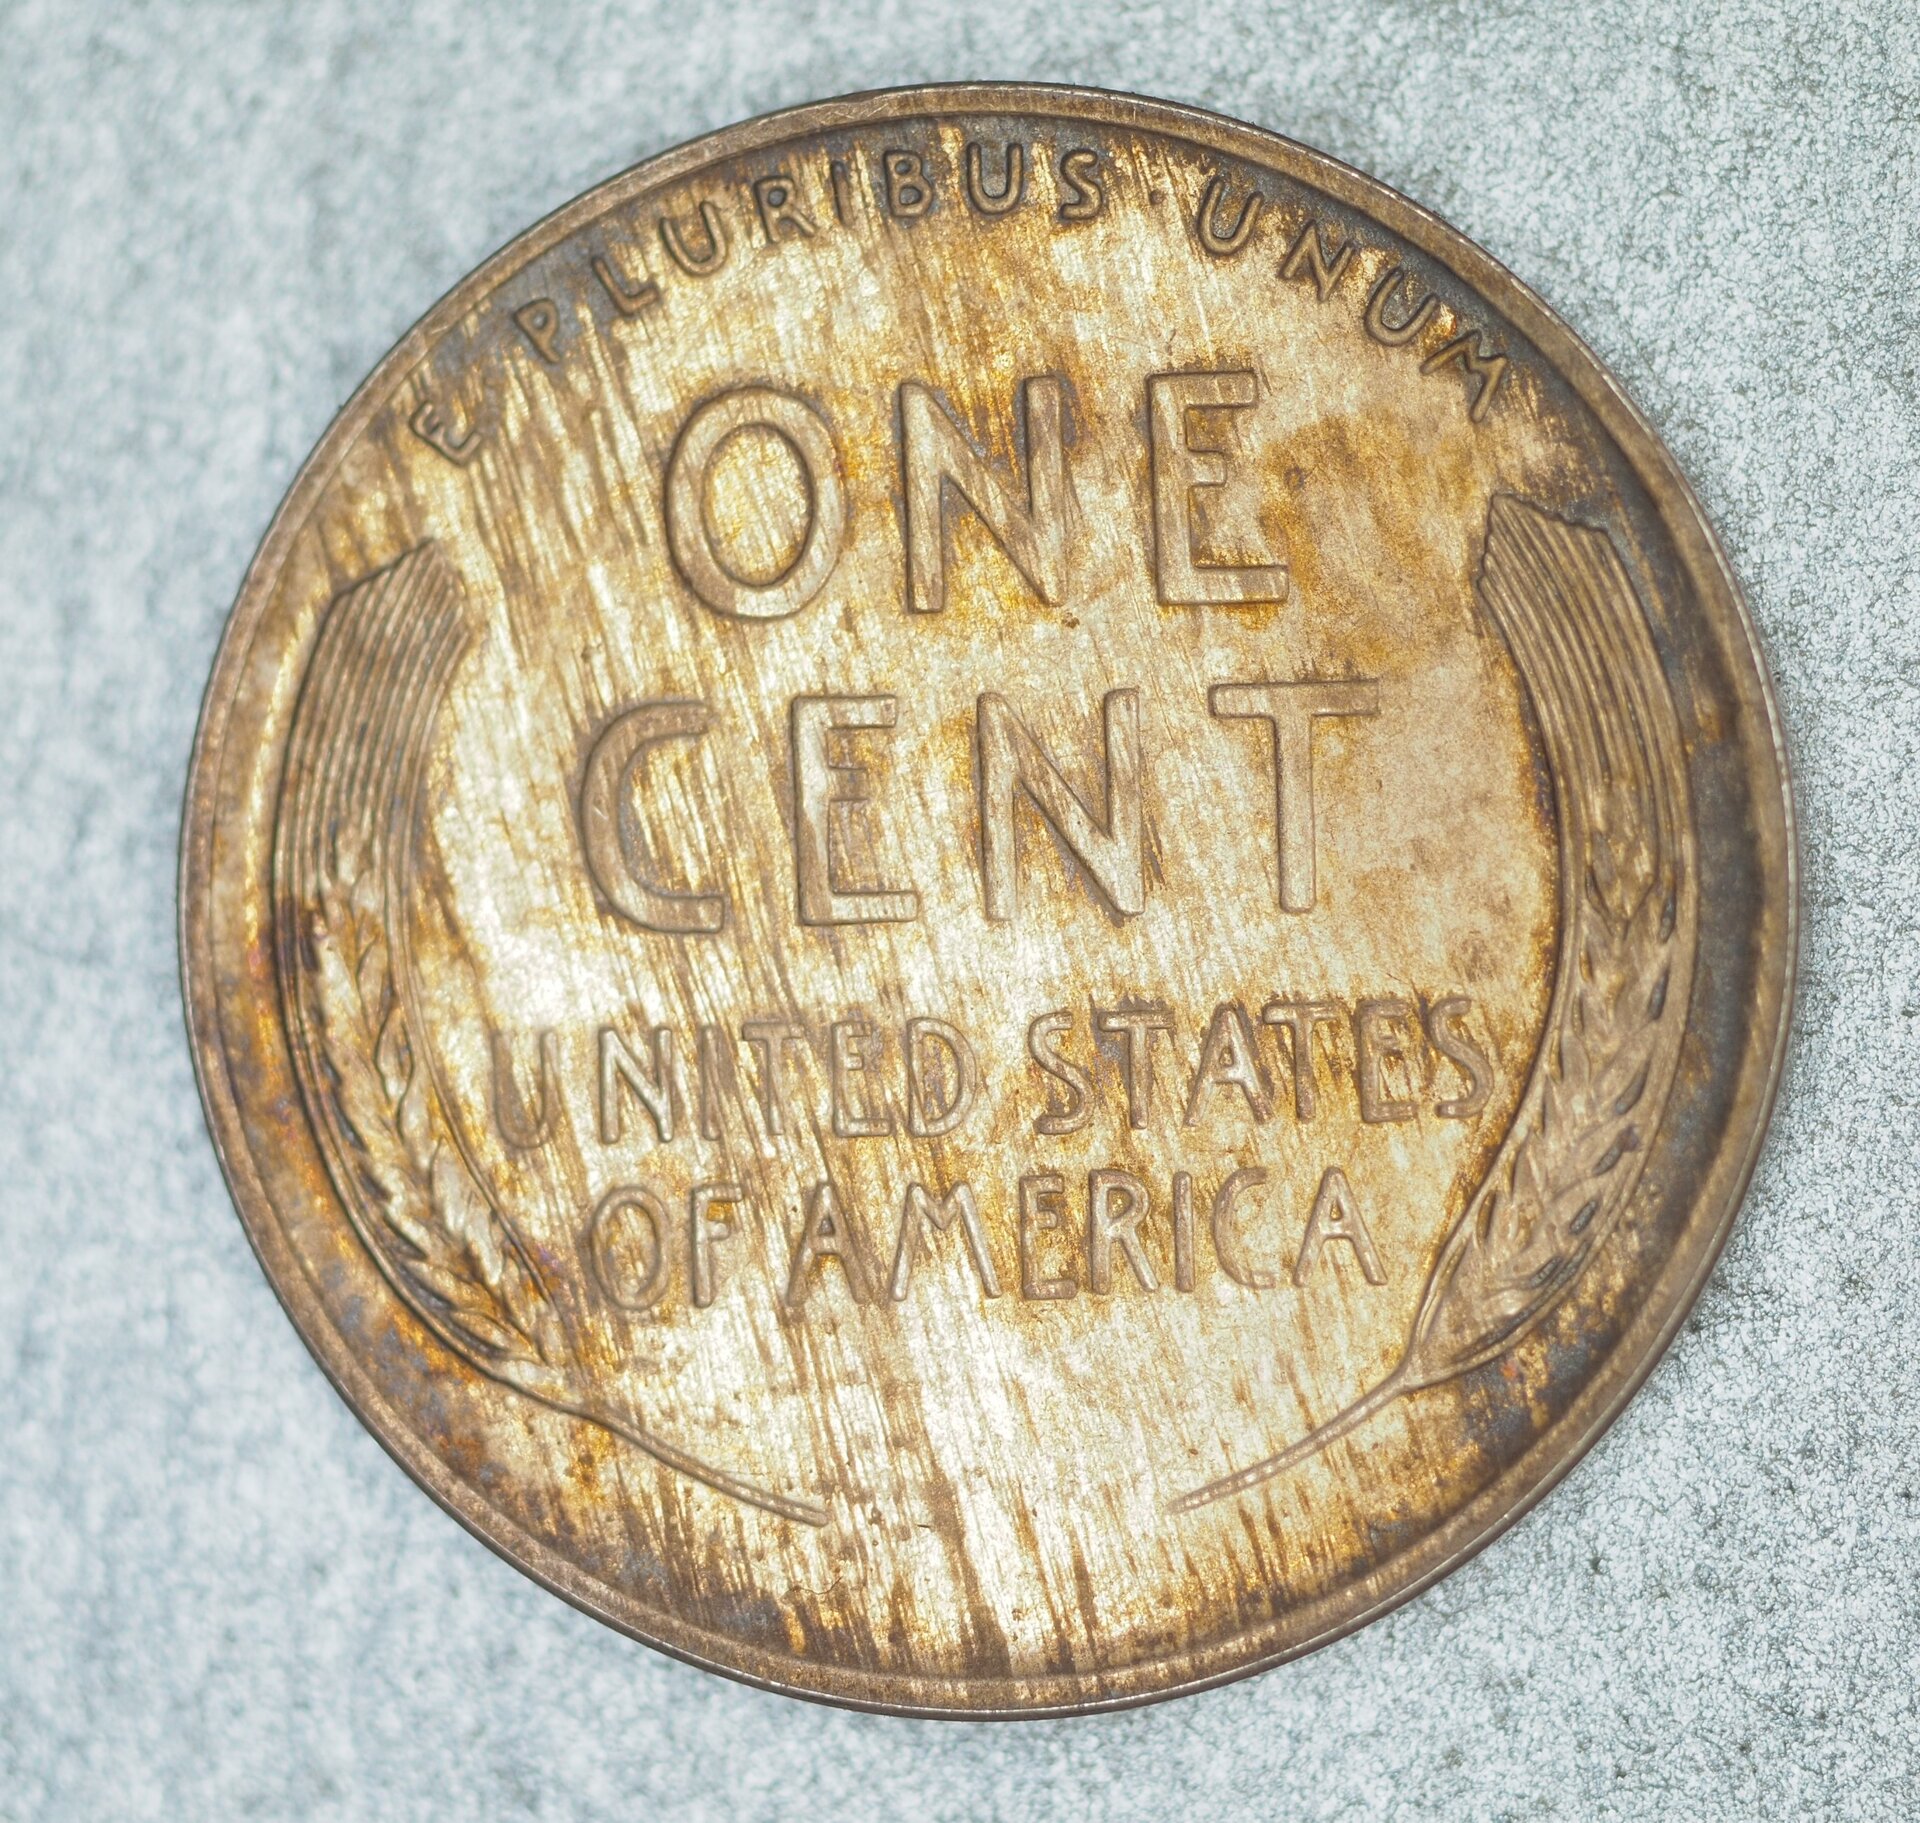 E · PLURIBUS · UNUM
ONE
CENT
UNITED STATES
OF AMERICA